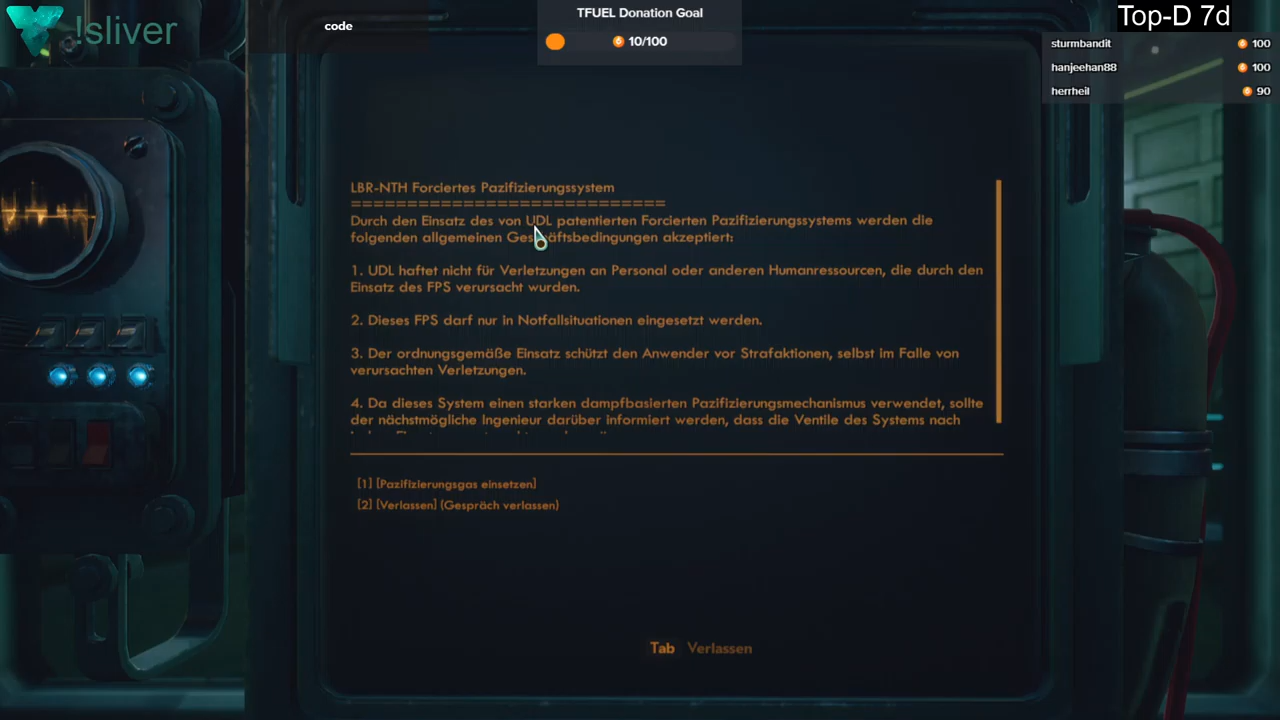 !sliver
code
TFUEL Donation Goal
10/100
Top-D 7d
sturmbandit 100
hanjeehan88 100
herrheil 90
LBR-NTH Forciertes Pazifizierungssystem
============================
Durch den Einsatz des von UDL patentierten Forcierten Pazifizierungssystems werden die
folgenden allgemeinen Geschäftsbedingungen akzeptiert:
1. UDL haftet nicht für Verletzungen an Personal oder anderen Humanressourcen, die durch den
Einsatz des FPS verursacht wurden.
2. Dieses FPS darf nur in Notfallsituationen eingesetzt werden.
3. Der ordnungsgemäße Einsatz schützt den Anwender vor Strafaktionen, selbst im Falle von
verursachten Verletzungen.
4. Da dieses System einen starken dampfbasierten Pazifizierungsmechanismus verwendet, sollte
der nächstmögliche Ingenieur darüber informiert werden, dass die Ventile des Systems nach
[1] [Pazifizierungsgas einsetzen]
[2] [Verlassen] (Gespräch verlassen)
Tab Verlassen